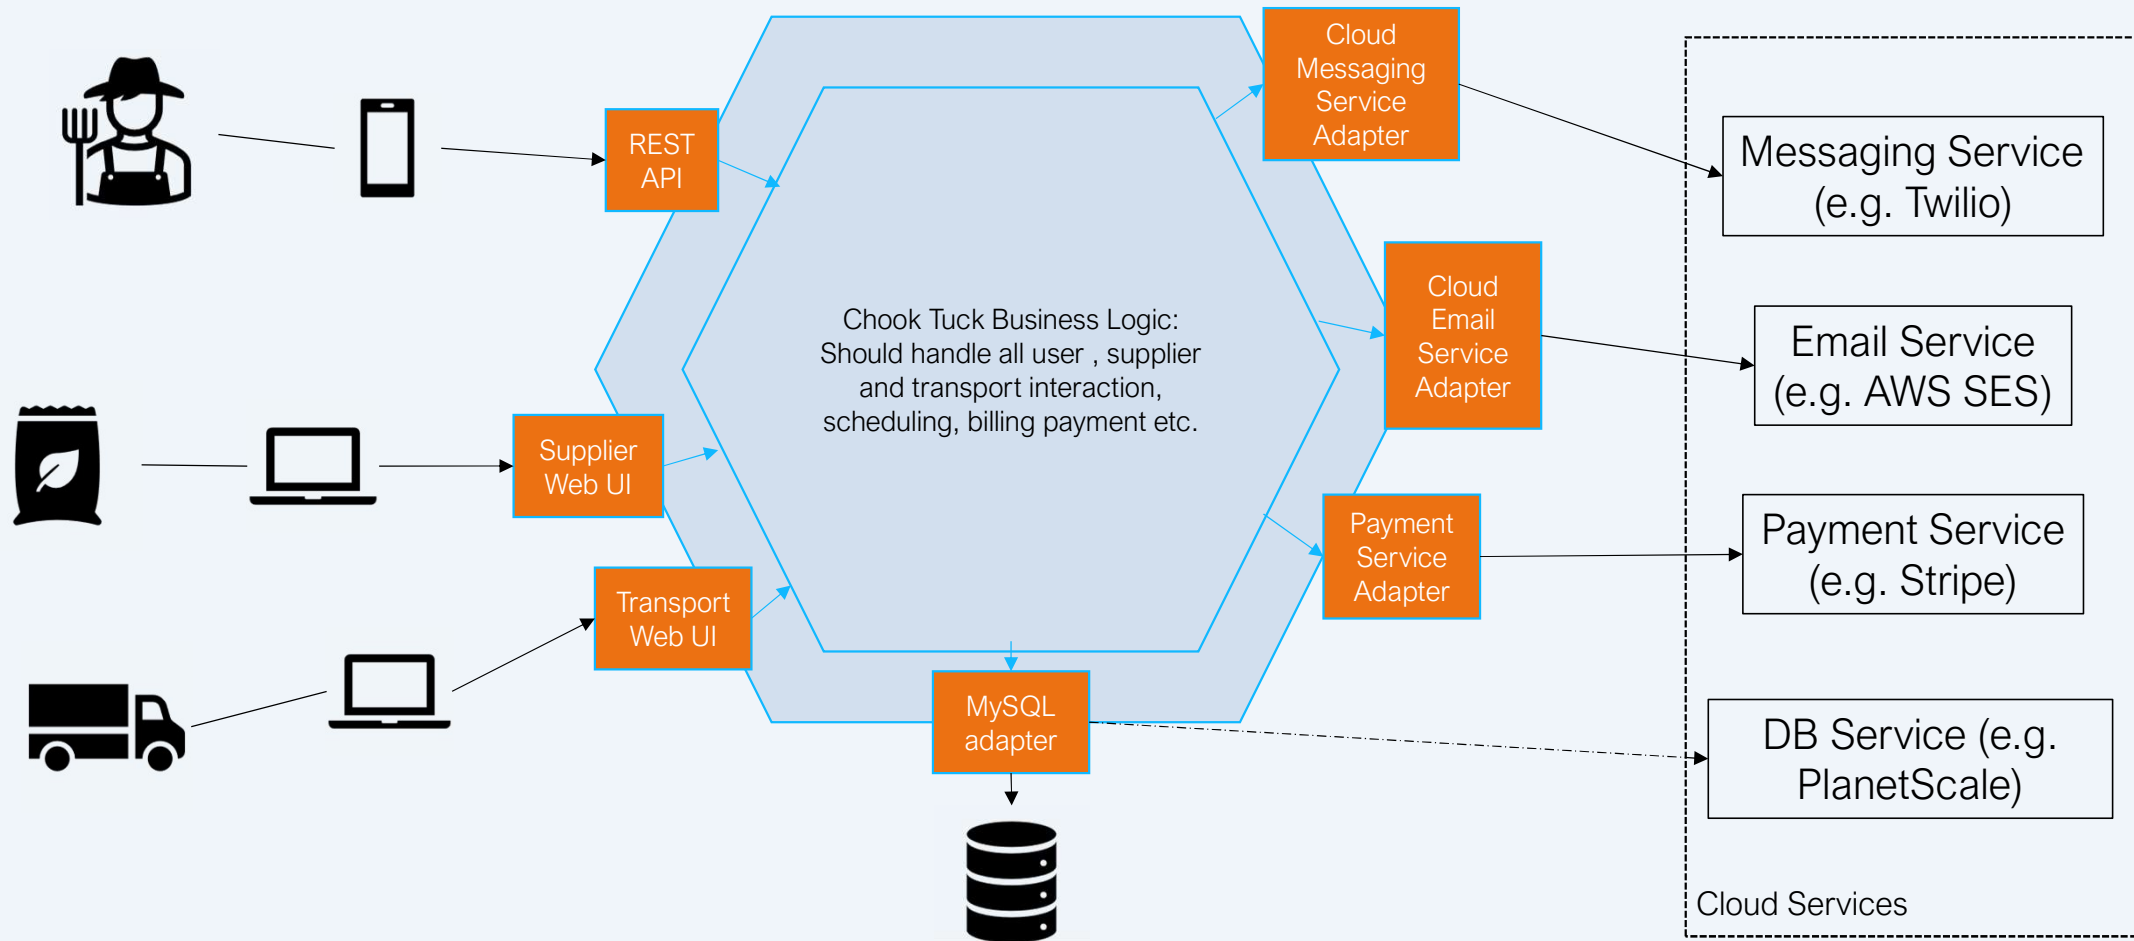 Cloud
Messaging
Service
Adapter
REST
API
Messaging Service
(e.g. Twilio)
Cloud
Email
Service
Adapter
Chook Tuck Business Logic:
Should handle all user , supplier
and transport interaction,
scheduling, billing payment etc.
Email Service
(e.g. AWS SES)
Supplier
Web UI
Payment
Service
Adapter
Payment Service
(e.g. Stripe)
Transport
Web UI
MySQL
adapter
DB Service (e.g.
PlanetScale)
Cloud Services